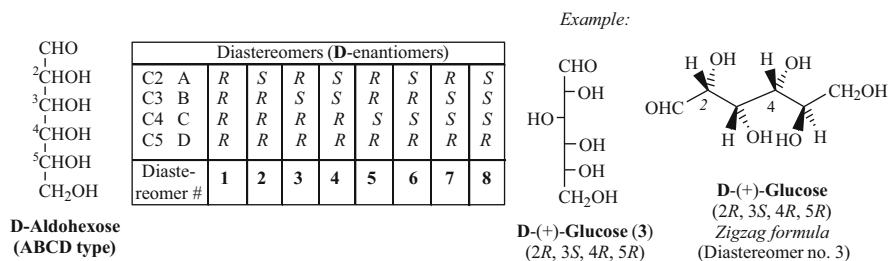 Example:
CHO
²CHOH
³CHOH
⁴CHOH
⁵CHOH
CH₂OH
D-Aldohexose
(ABCD type)
Diastereomers (D-enantiomers)
C2 A R S R S R S R S
C3 B R R S S R R S S
C4 C R R R R S S S S
C5 D R R R R R R R R
Diaste-
reomer # 1 2 3 4 5 6 7 8
CHO
OH
HO
OH
OH
CH₂OH
D-(+)-Glucose (3)
(2R, 3S, 4R, 5R)
H OH H OH
OHC 2 4 CH₂OH
H OH HO H
D-(+)-Glucose
(2R, 3S, 4R, 5R)
Zigzag formula
(Diastereomer no. 3)